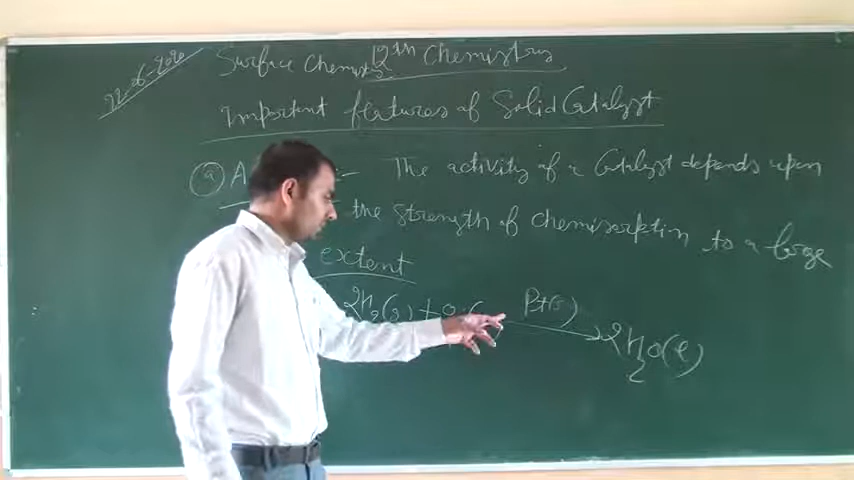 22-06-2020
Surface Chemistry 12th Chemistry
Important features of Solid Catalyst
(a) A :- The activity of a Catalyst depends upon
the strength of chemisorption to a large
extent
2H2(g) + O Pt(s) → 2H2O(l)